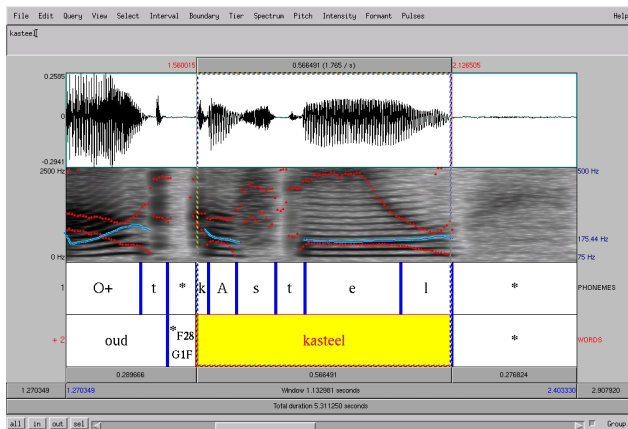 File Edit Query View Select Interval Boundary Tier Spectrum Pitch Intensity Formant Pulses Help
kasteel
1.560015 0.566491 (1.765 / s) 2.126505
0.2585
0
-0.2941
2500 Hz 500 Hz
175.44 Hz
0 Hz 75 Hz
1 O+ t * k A s t e l * PHONEMES
+ 2 oud *F28 kasteel * WORDS
G1F
0.289666 0.566491 0.276824
1.270349 1.270349 Window 1.132981 seconds 2.403330 2.907920
Total duration 5.311250 seconds
all in out sel Group